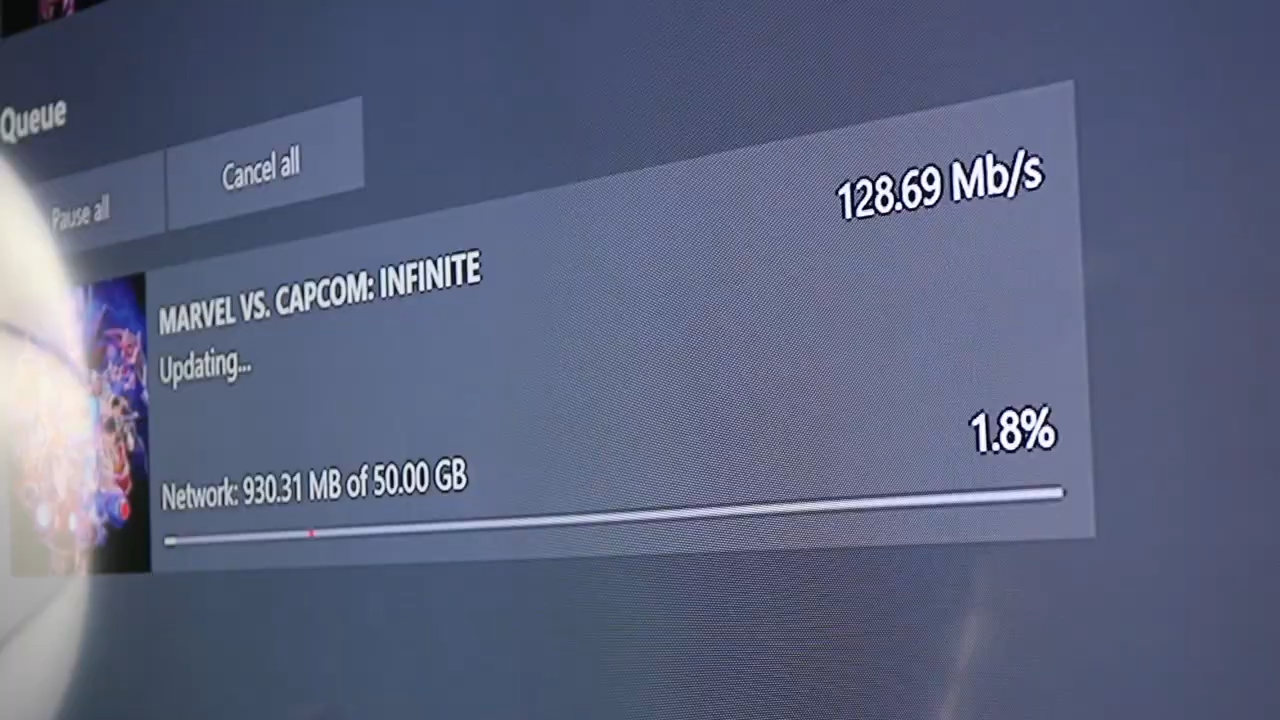 Queue
Pause all
Cancel all
128.69 Mb/s
MARVEL VS. CAPCOM: INFINITE
Updating...
1.8%
Network: 930.31 MB of 50.00 GB